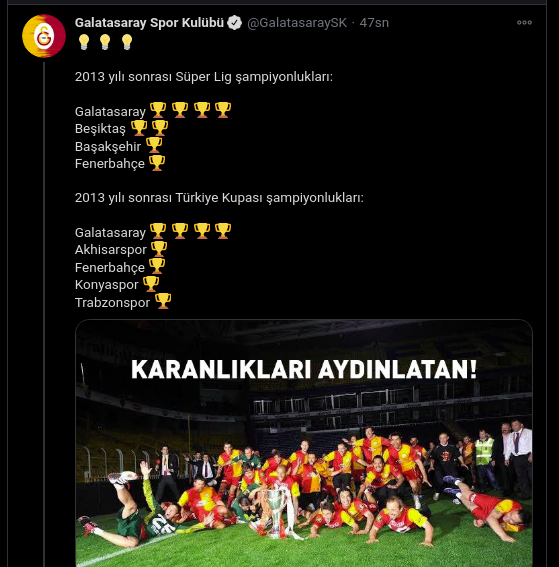 Galatasaray Spor Kulübü @GalatasaraySK · 47sn
💡 💡 💡
2013 yılı sonrası Süper Lig şampiyonlukları:
Galatasaray 🏆 🏆 🏆 🏆
Beşiktaş 🏆 🏆
Başakşehir 🏆
Fenerbahçe 🏆
2013 yılı sonrası Türkiye Kupası şampiyonlukları:
Galatasaray 🏆 🏆 🏆 🏆
Akhisarspor 🏆
Fenerbahçe 🏆
Konyaspor 🏆
Trabzonspor 🏆
KARANLIKLARI AYDINLATAN!